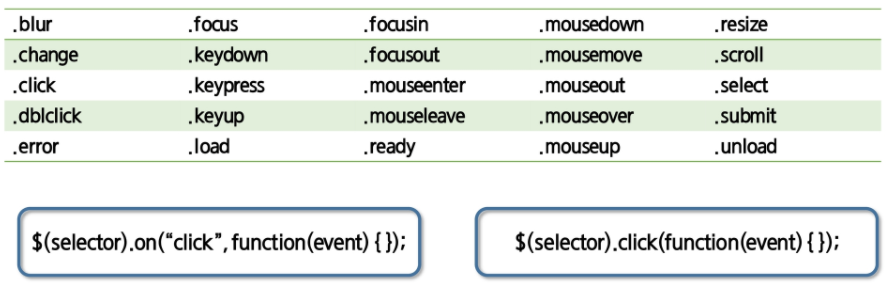 .blur .focus .focusin .mousedown .resize
.change .keydown .focusout .mousemove .scroll
.click .keypress .mouseenter .mouseout .select
.dblclick .keyup .mouseleave .mouseover .submit
.error .load .ready .mouseup .unload
$(selector).on(“click”, function(event) { });
$(selector).click(function(event) { });